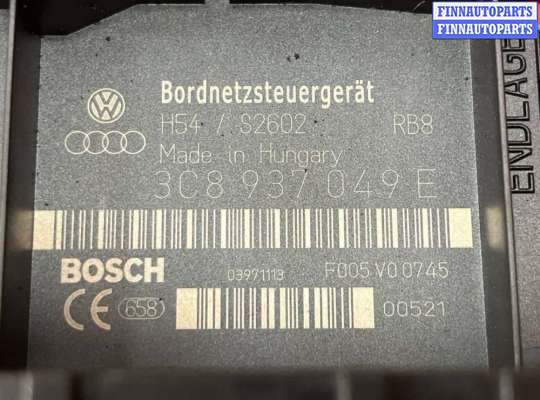 FINNAUTOPARTS
FINNAUTOPARTS
Bordnetzsteuergerät
H54 / S2602 RB8
Made in Hungary
3C8 937 049 E
BOSCH 03971113 F005 V0 0745
CE 658 00521
ENDLAGE